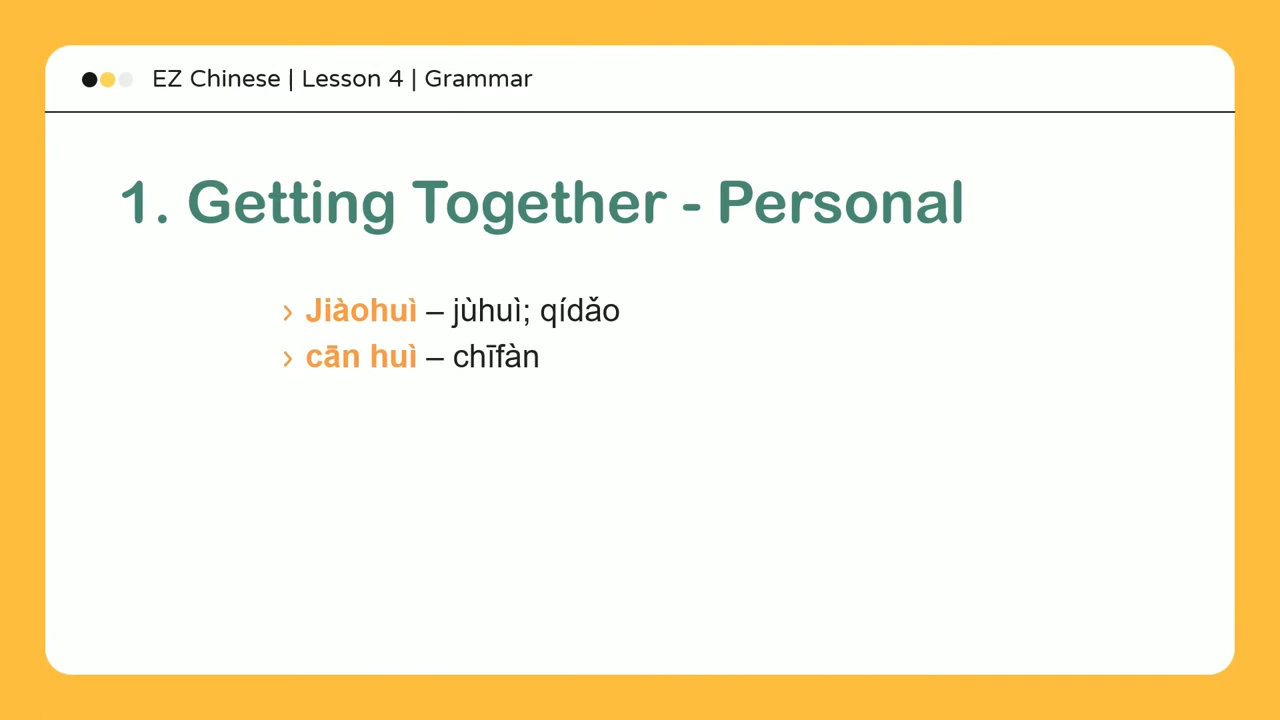 EZ Chinese | Lesson 4 | Grammar
1. Getting Together - Personal
› Jiàohuì – jùhuì; qídǎo
› cān huì – chīfàn